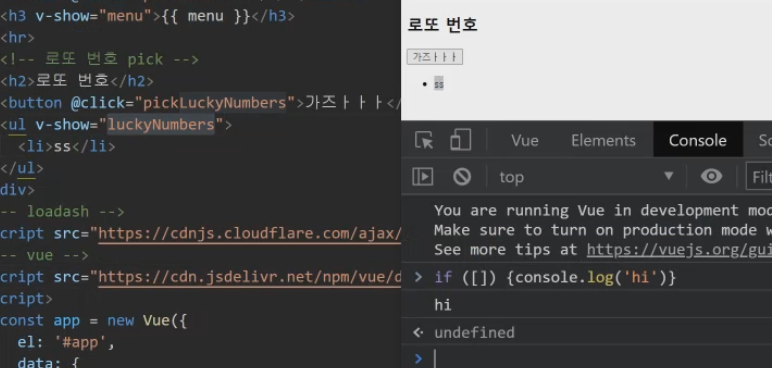 <h3 v-show="menu">{{ menu }}</h3>
<hr>
<!-- 로또 번호 pick -->
<h2>로또 번호</h2>
<button @click="pickLuckyNumbers">가즈ㅏㅏㅏ</
<ul v-show="luckyNumbers">
<li>ss</li>
</ul>
div>
-- loadash -->
cript src="https://cdnjs.cloudflare.com/ajax/
-- vue -->
cript src="https://cdn.jsdelivr.net/npm/vue/d
cript>
const app = new Vue({
el: '#app',
data: {
로또 번호
가즈ㅏㅏㅏ
• ss
Vue Elements Console So
top Filt
You are running Vue in development mod
Make sure to turn on production mode w
See more tips at https://vuejs.org/gui
> if ([]) {console.log('hi')}
hi
undefined
>